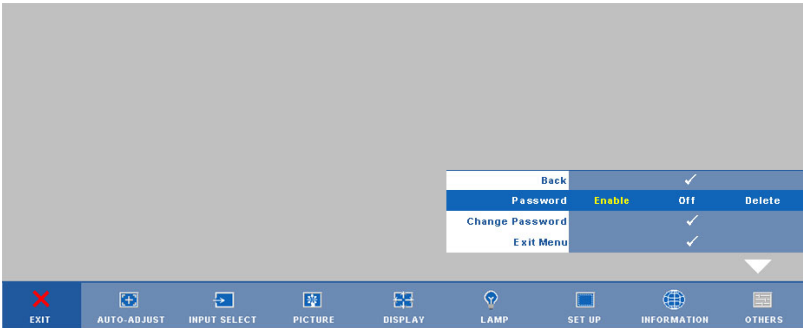 Back
Password Enable Off Delete
Change Password
Exit Menu
EXIT AUTO-ADJUST INPUT SELECT PICTURE DISPLAY LAMP SET UP INFORMATION OTHERS